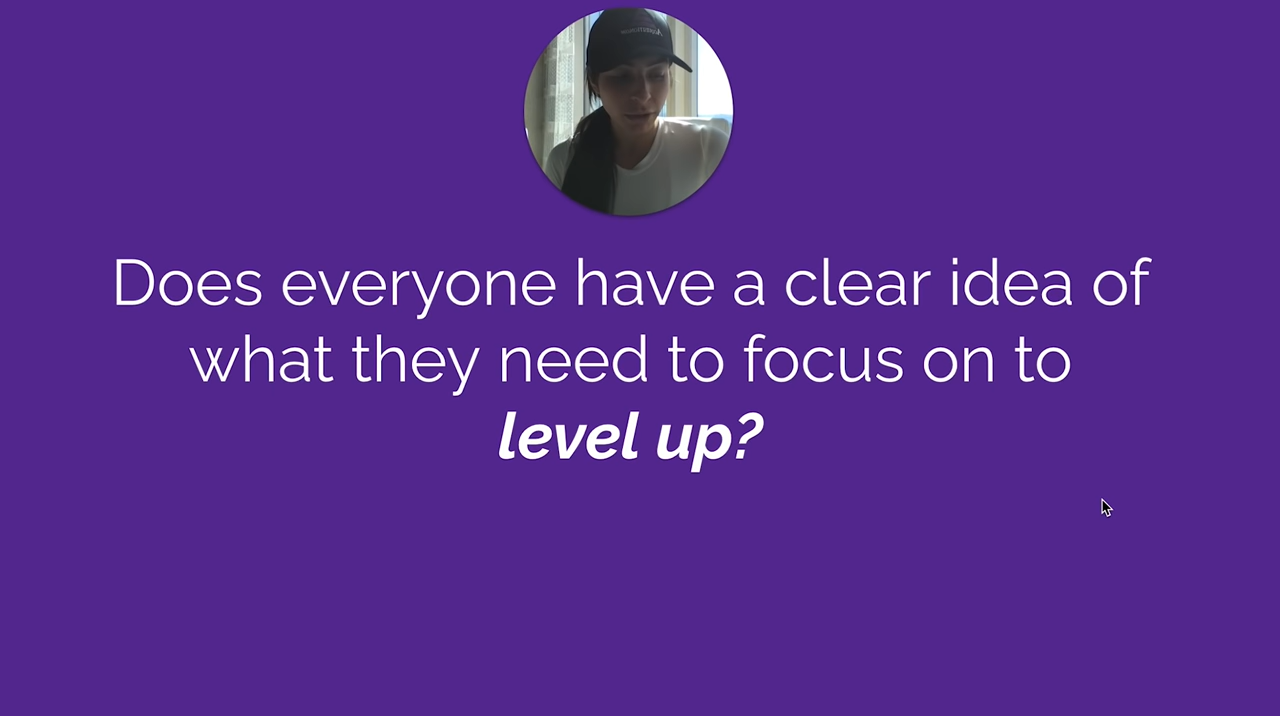 Does everyone have a clear idea of
what they need to focus on to
level up?